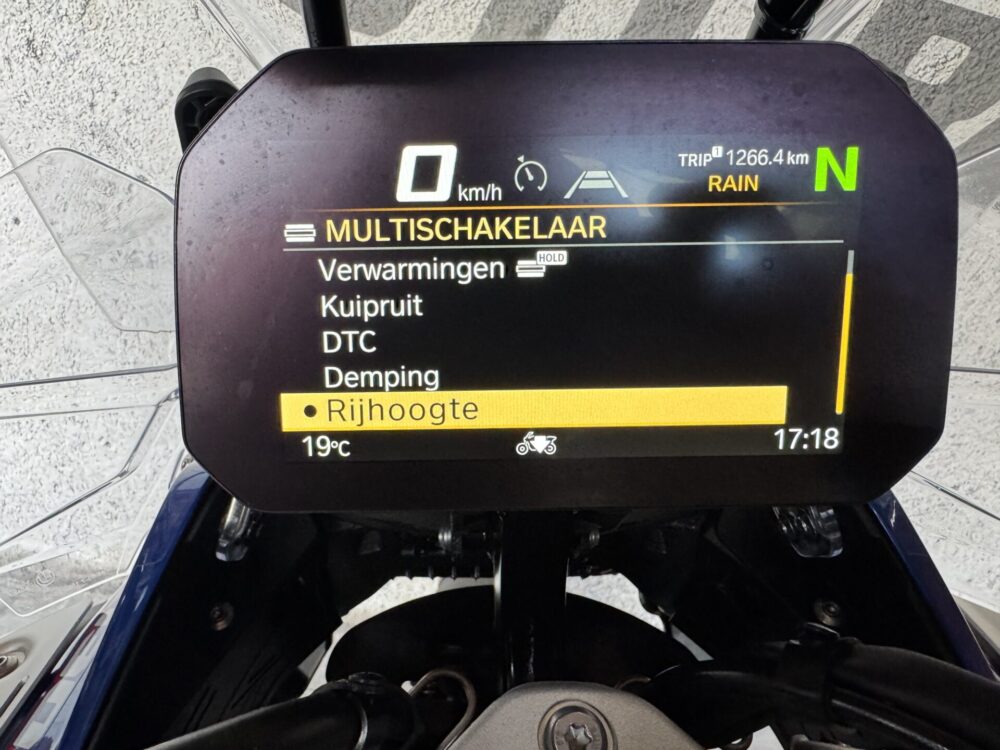 0 km/h
TRIP 1 1266.4 km
RAIN
N
MULTISCHAKELAAR
Verwarmingen HOLD
Kuipruit
DTC
Demping
Rijhoogte
19°C
17:18